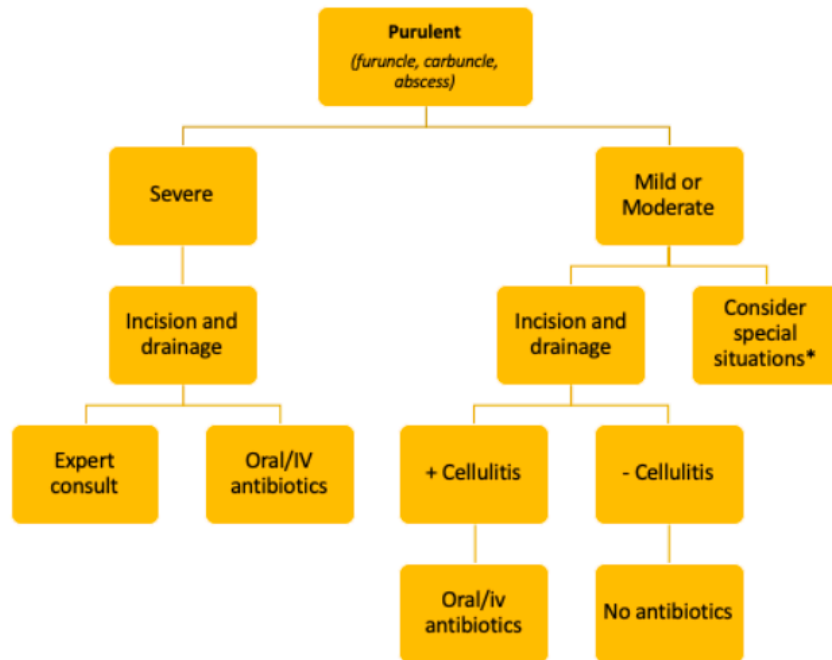 Purulent
(furuncle, carbuncle,
abscess)
Severe
Mild or
Moderate
Incision and
drainage
Incision and
drainage
Consider
special
situations*
Expert
consult
Oral/IV
antibiotics
+ Cellulitis
- Cellulitis
Oral/iv
antibiotics
No antibiotics